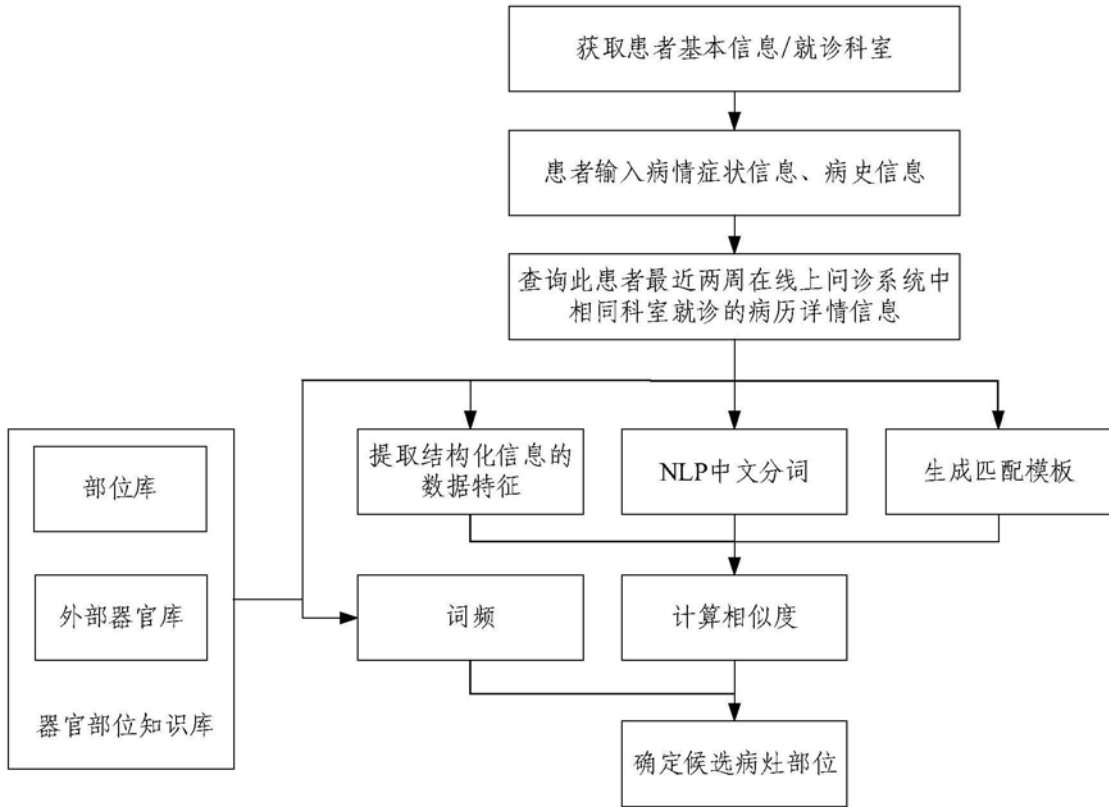 获取患者基本信息/就诊科室
患者输入病情症状信息、病史信息
查询此患者最近两周在线上问诊系统中
相同科室就诊的病历详情信息
提取结构化信息的
数据特征
NLP中文分词
生成匹配模板
部位库
外部器官库
器官部位知识库
词频
计算相似度
确定候选病灶部位